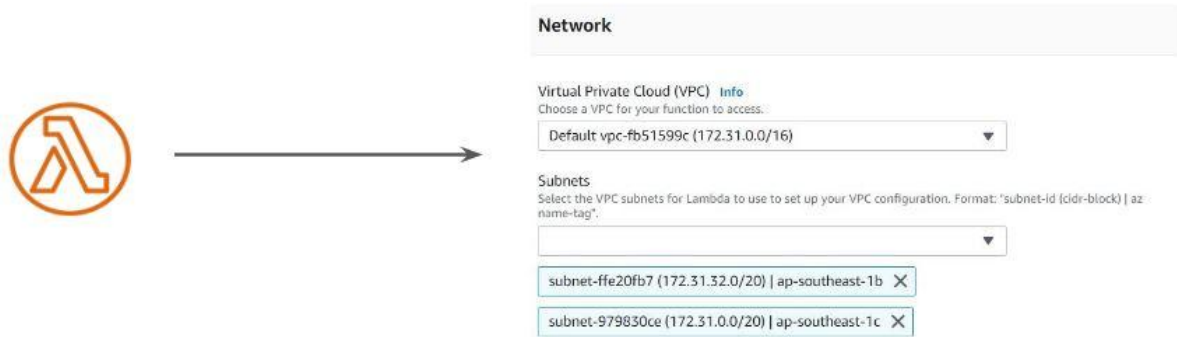 Network
Virtual Private Cloud (VPC) Info
Choose a VPC for your function to access.
Default vpc-fb51599c (172.31.0.0/16)
Subnets
Select the VPC subnets for Lambda to use to set up your VPC configuration. Format: "subnet-id (cidr-block) | az
name-tag".
subnet-ffe20fb7 (172.31.32.0/20) | ap-southeast-1b
subnet-979830ce (172.31.0.0/20) | ap-southeast-1c